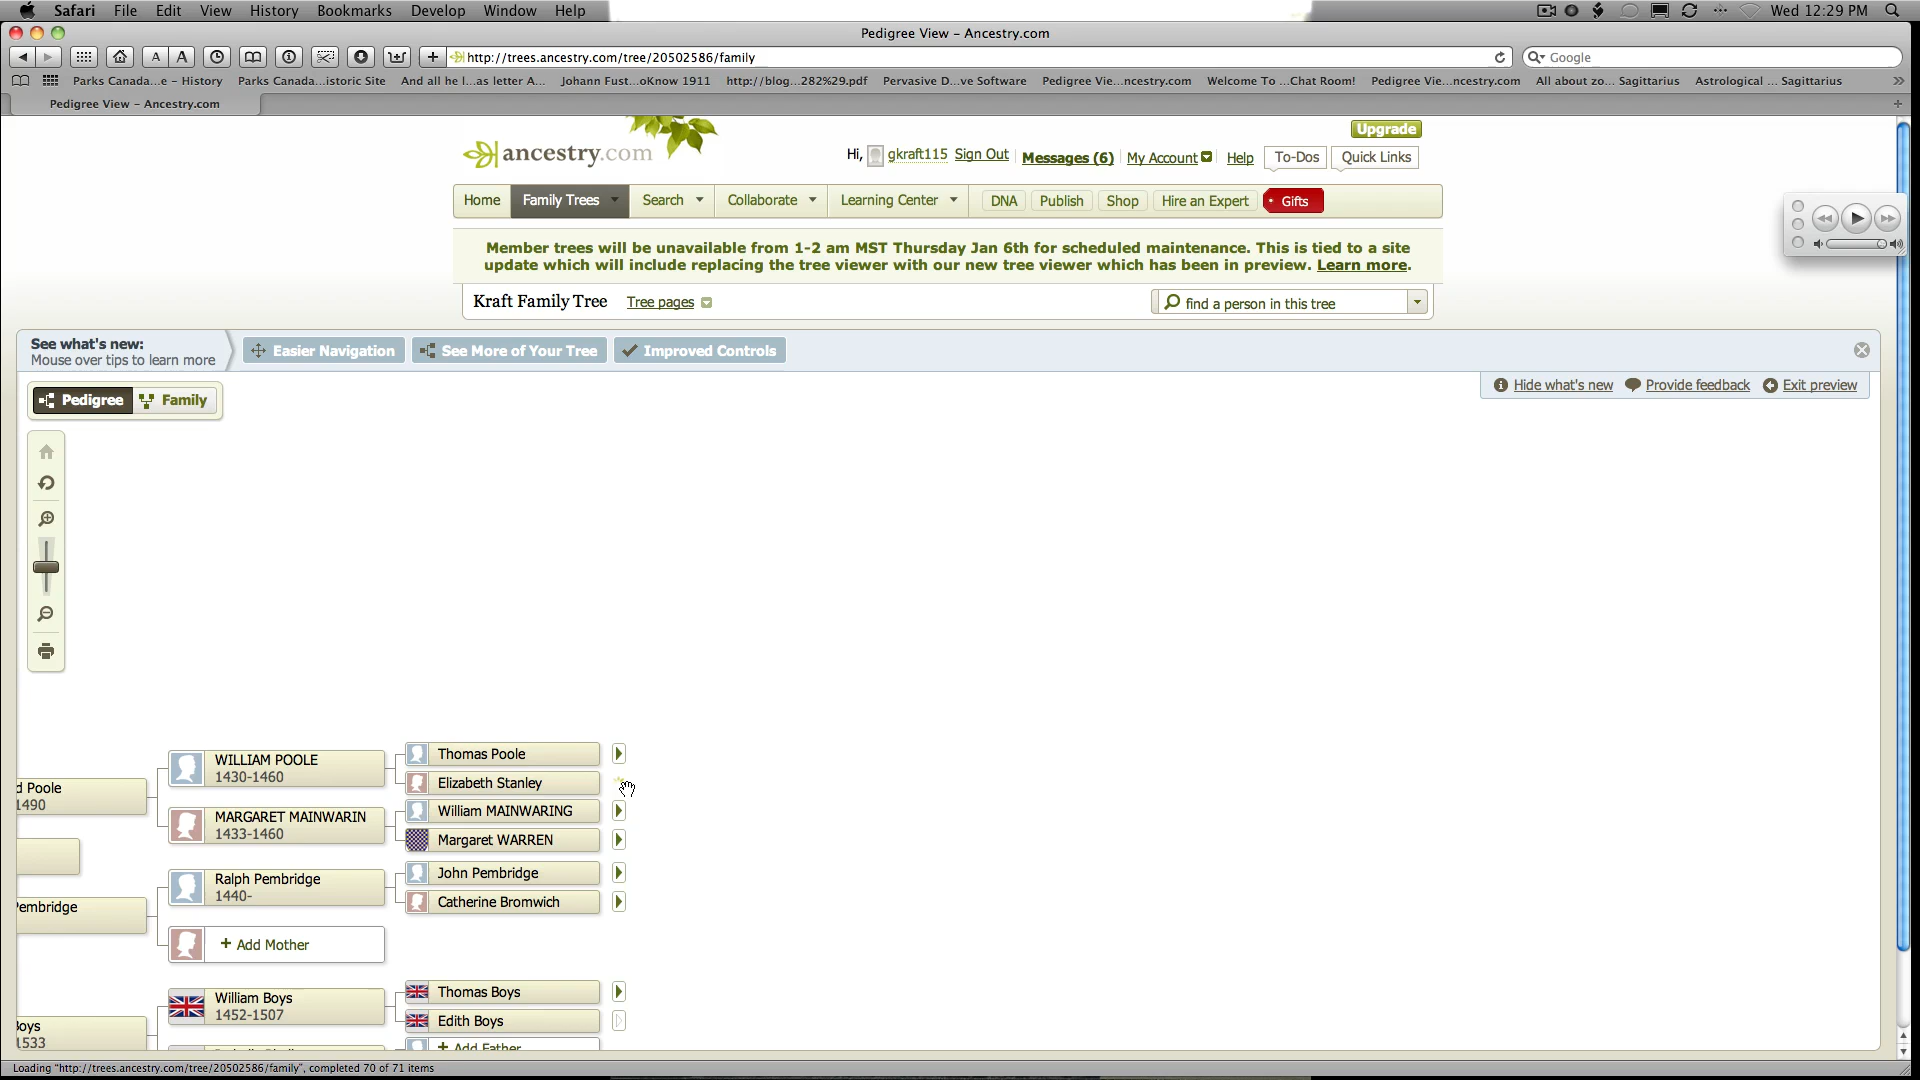 Safari File Edit View History Bookmarks Develop Window Help
Wed 12:29 PM
Pedigree View – Ancestry.com
A A
http://trees.ancestry.com/tree/20502586/family
Google
Parks Canada...e – History Parks Canada...istoric Site And all he l...as letter A... Johann Fust...oKnow 1911 http://blog...282%29.pdf Pervasive D...ve Software Pedigree Vie...ncestry.com Welcome To ...Chat Room! Pedigree Vie...ncestry.com All about zo... Sagittarius Astrological ... Sagittarius
Pedigree View – Ancestry.com
Upgrade
ancestry.com
Hi, gkraft115 Sign Out Messages (6) My Account Help To-Dos Quick Links
Home Family Trees Search Collaborate Learning Center DNA Publish Shop Hire an Expert Gifts
Member trees will be unavailable from 1-2 am MST Thursday Jan 6th for scheduled maintenance. This is tied to a site
update which will include replacing the tree viewer with our new tree viewer which has been in preview. Learn more.
Kraft Family Tree Tree pages
find a person in this tree
See what's new:
Mouse over tips to learn more
Easier Navigation See More of Your Tree Improved Controls
Hide what's new Provide feedback Exit preview
Pedigree Family
d Poole
1490
WILLIAM POOLE
1430-1460
Thomas Poole
Elizabeth Stanley
MARGARET MAINWARIN
1433-1460
William MAINWARING
Margaret WARREN
Pembridge
Ralph Pembridge
1440-
John Pembridge
Catherine Bromwich
+ Add Mother
Boys
1533
William Boys
1452-1507
Thomas Boys
Edith Boys
+ Add Father
Loading "http://trees.ancestry.com/tree/20502586/family", completed 70 of 71 items